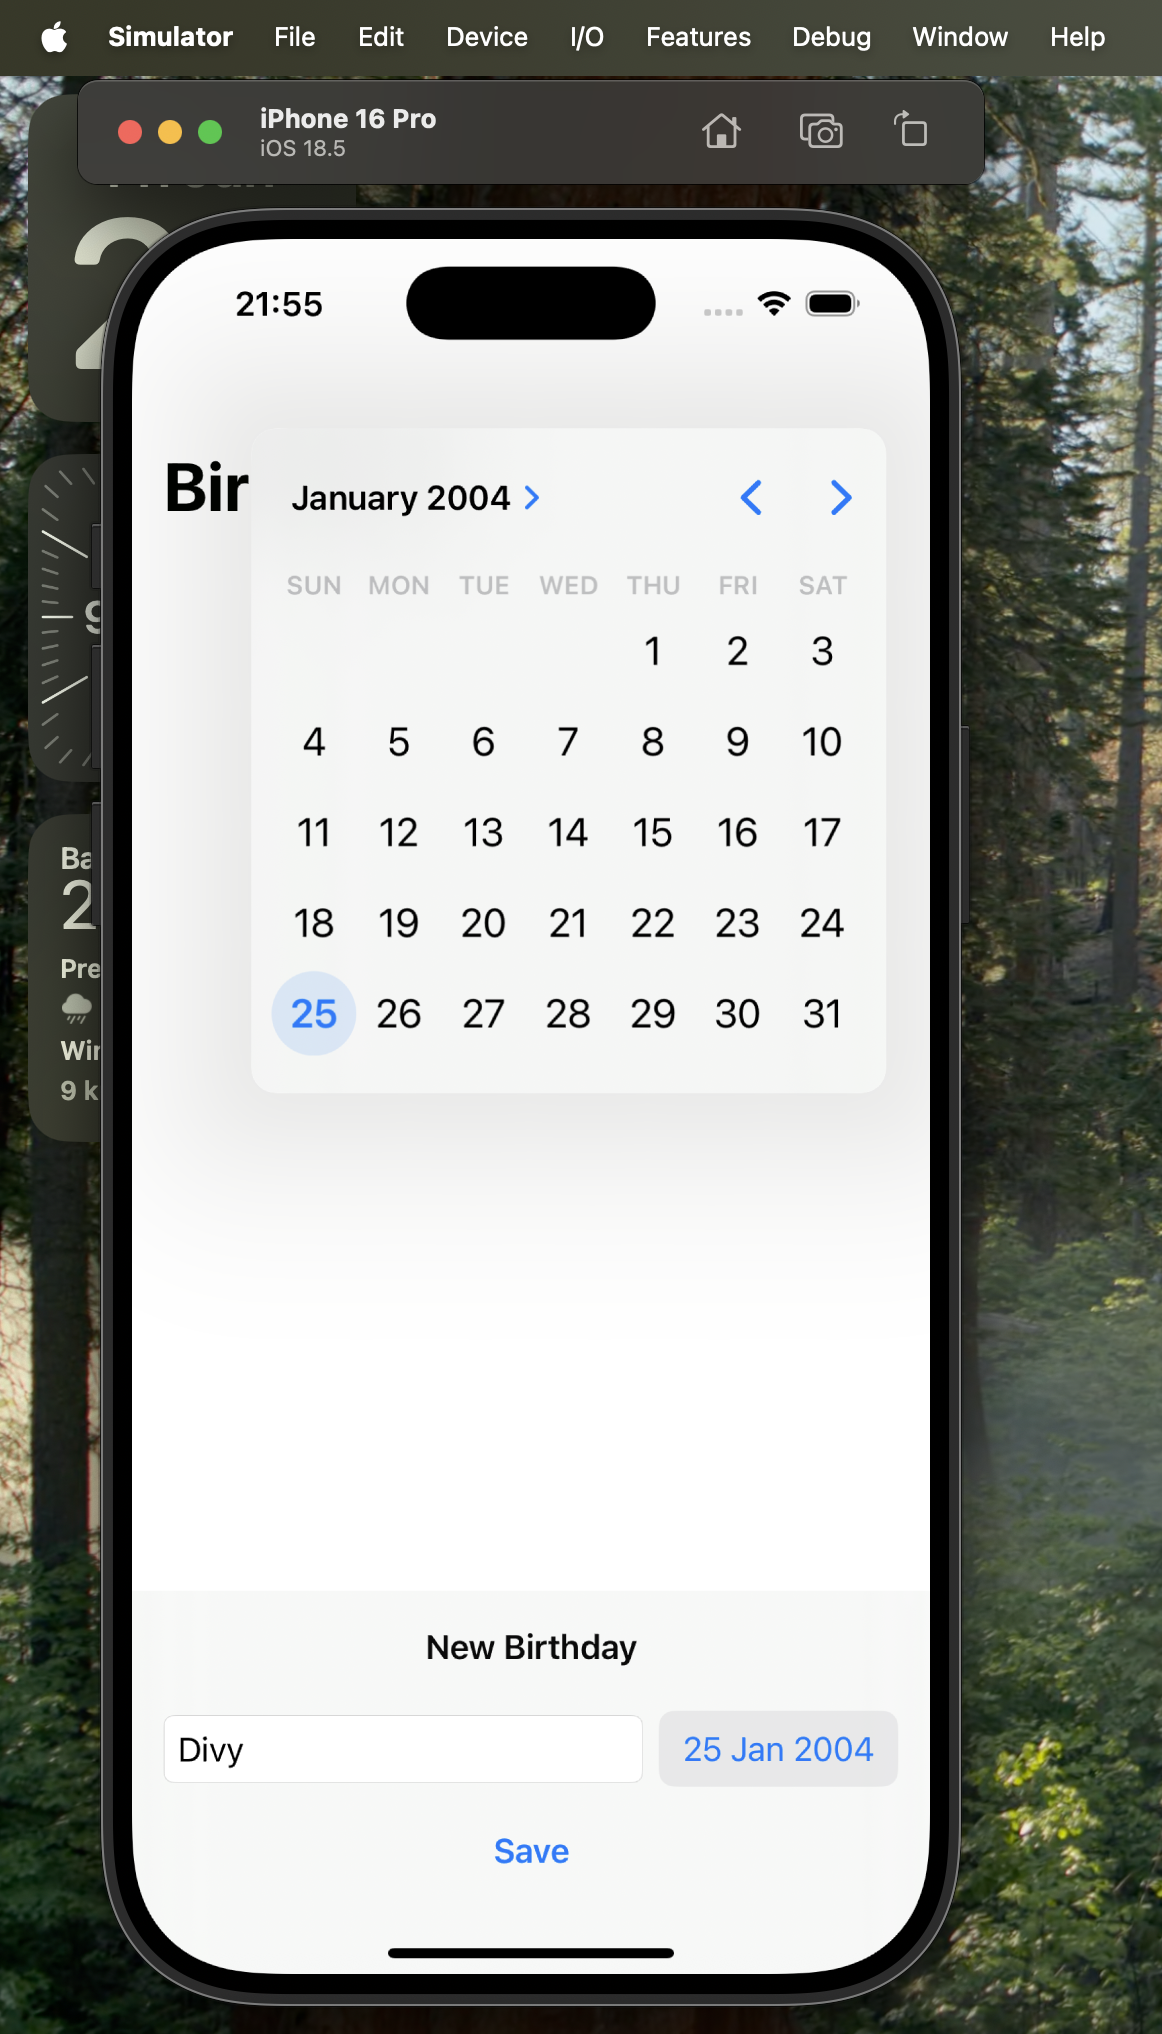 Simulator File Edit Device I/O Features Debug Window Help
iPhone 16 Pro
iOS 18.5
21:55
Bir
January 2004
SUN MON TUE WED THU FRI SAT
1 2 3
4 5 6 7 8 9 10
11 12 13 14 15 16 17
18 19 20 21 22 23 24
25 26 27 28 29 30 31
Ba
2
Pre
Wir
9 k
New Birthday
Divy 25 Jan 2004
Save